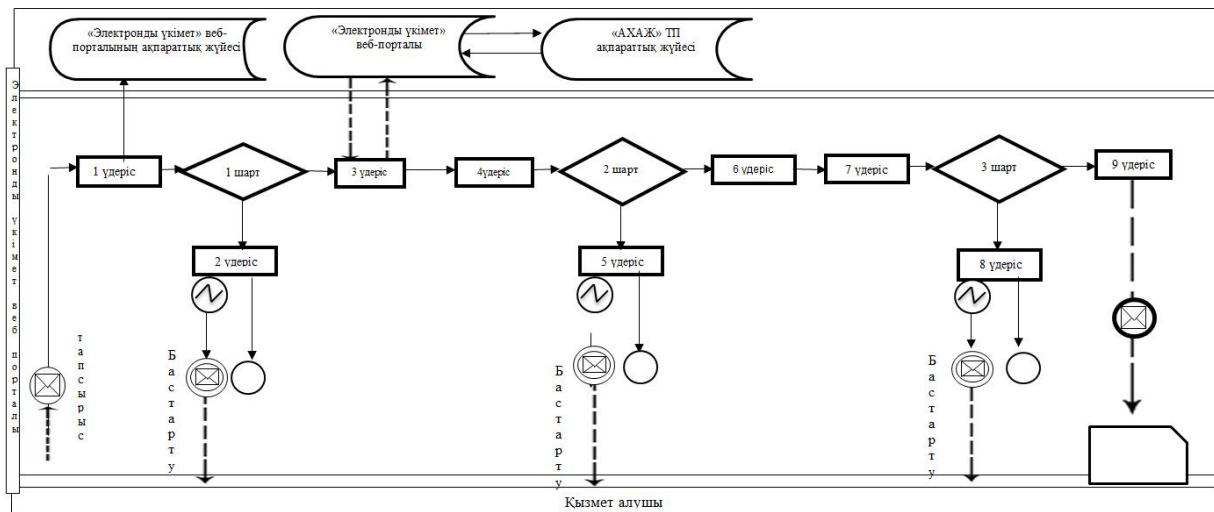 «Электронды үкімет» веб-
порталының ақпараттық жүйесі
«Электронды үкімет»
веб-порталы
«АХАЖ» ТП
ақпараттық жүйесі
Электронды үкімет веб порталы
1 үдеріс
1 шарт
3 үдеріс
4үдеріс
2 шарт
6 үдеріс
7 үдеріс
3 шарт
9 үдеріс
2 үдеріс
5 үдеріс
8 үдеріс
тапсырыс
Бастарту
Бастарту
Бастарту
Қызмет алушы